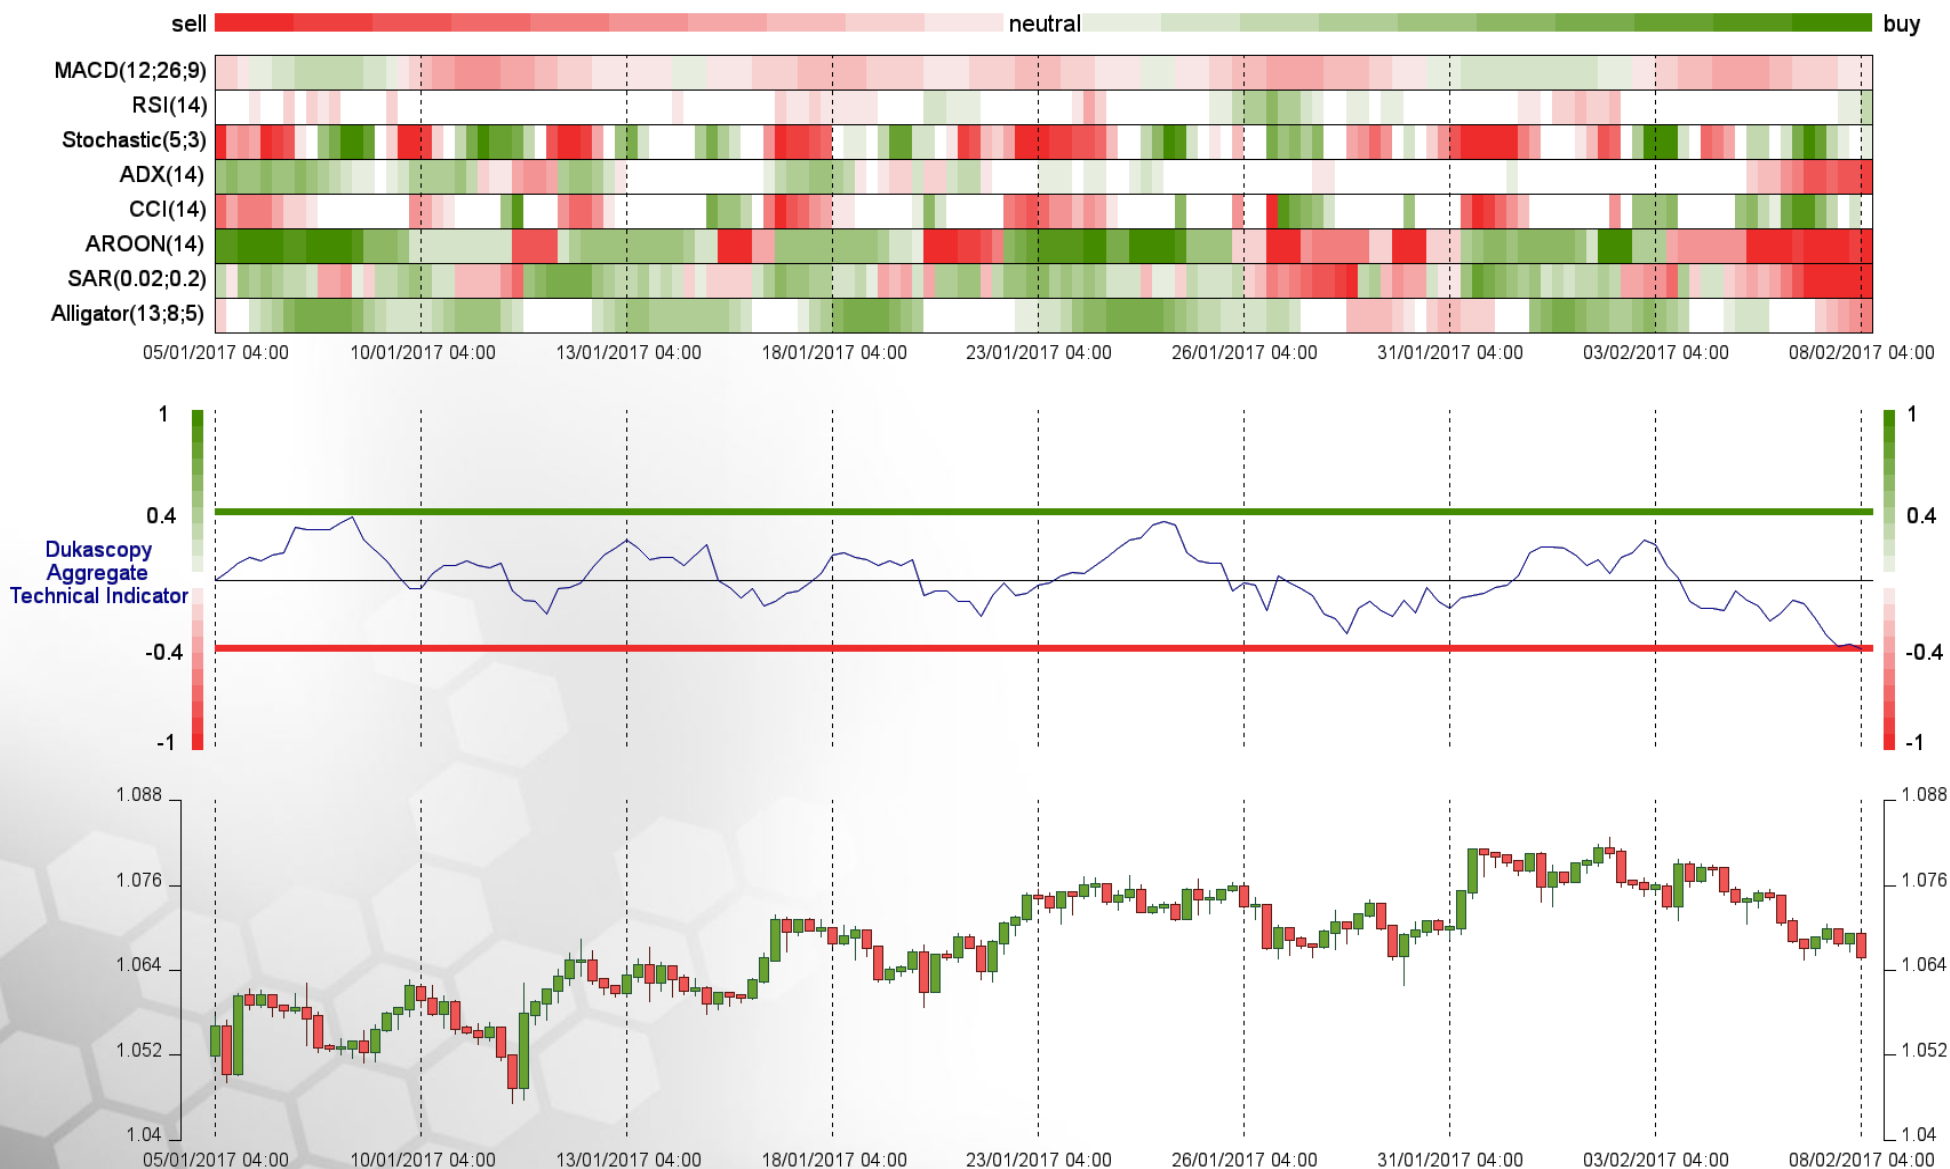 sell neutral buy
MACD(12;26;9)
RSI(14)
Stochastic(5;3)
ADX(14)
CCI(14)
AROON(14)
SAR(0.02;0.2)
Alligator(13;8;5)
05/01/2017 04:00 10/01/2017 04:00 13/01/2017 04:00 18/01/2017 04:00 23/01/2017 04:00 26/01/2017 04:00 31/01/2017 04:00 03/02/2017 04:00 08/02/2017 04:00
1 1
0.4 0.4
Dukascopy
Aggregate
Technical Indicator
-0.4 -0.4
-1 -1
1.088 1.088
1.076 1.076
1.064 1.064
1.052 1.052
1.04 1.04
05/01/2017 04:00 10/01/2017 04:00 13/01/2017 04:00 18/01/2017 04:00 23/01/2017 04:00 26/01/2017 04:00 31/01/2017 04:00 03/02/2017 04:00 08/02/2017 04:00